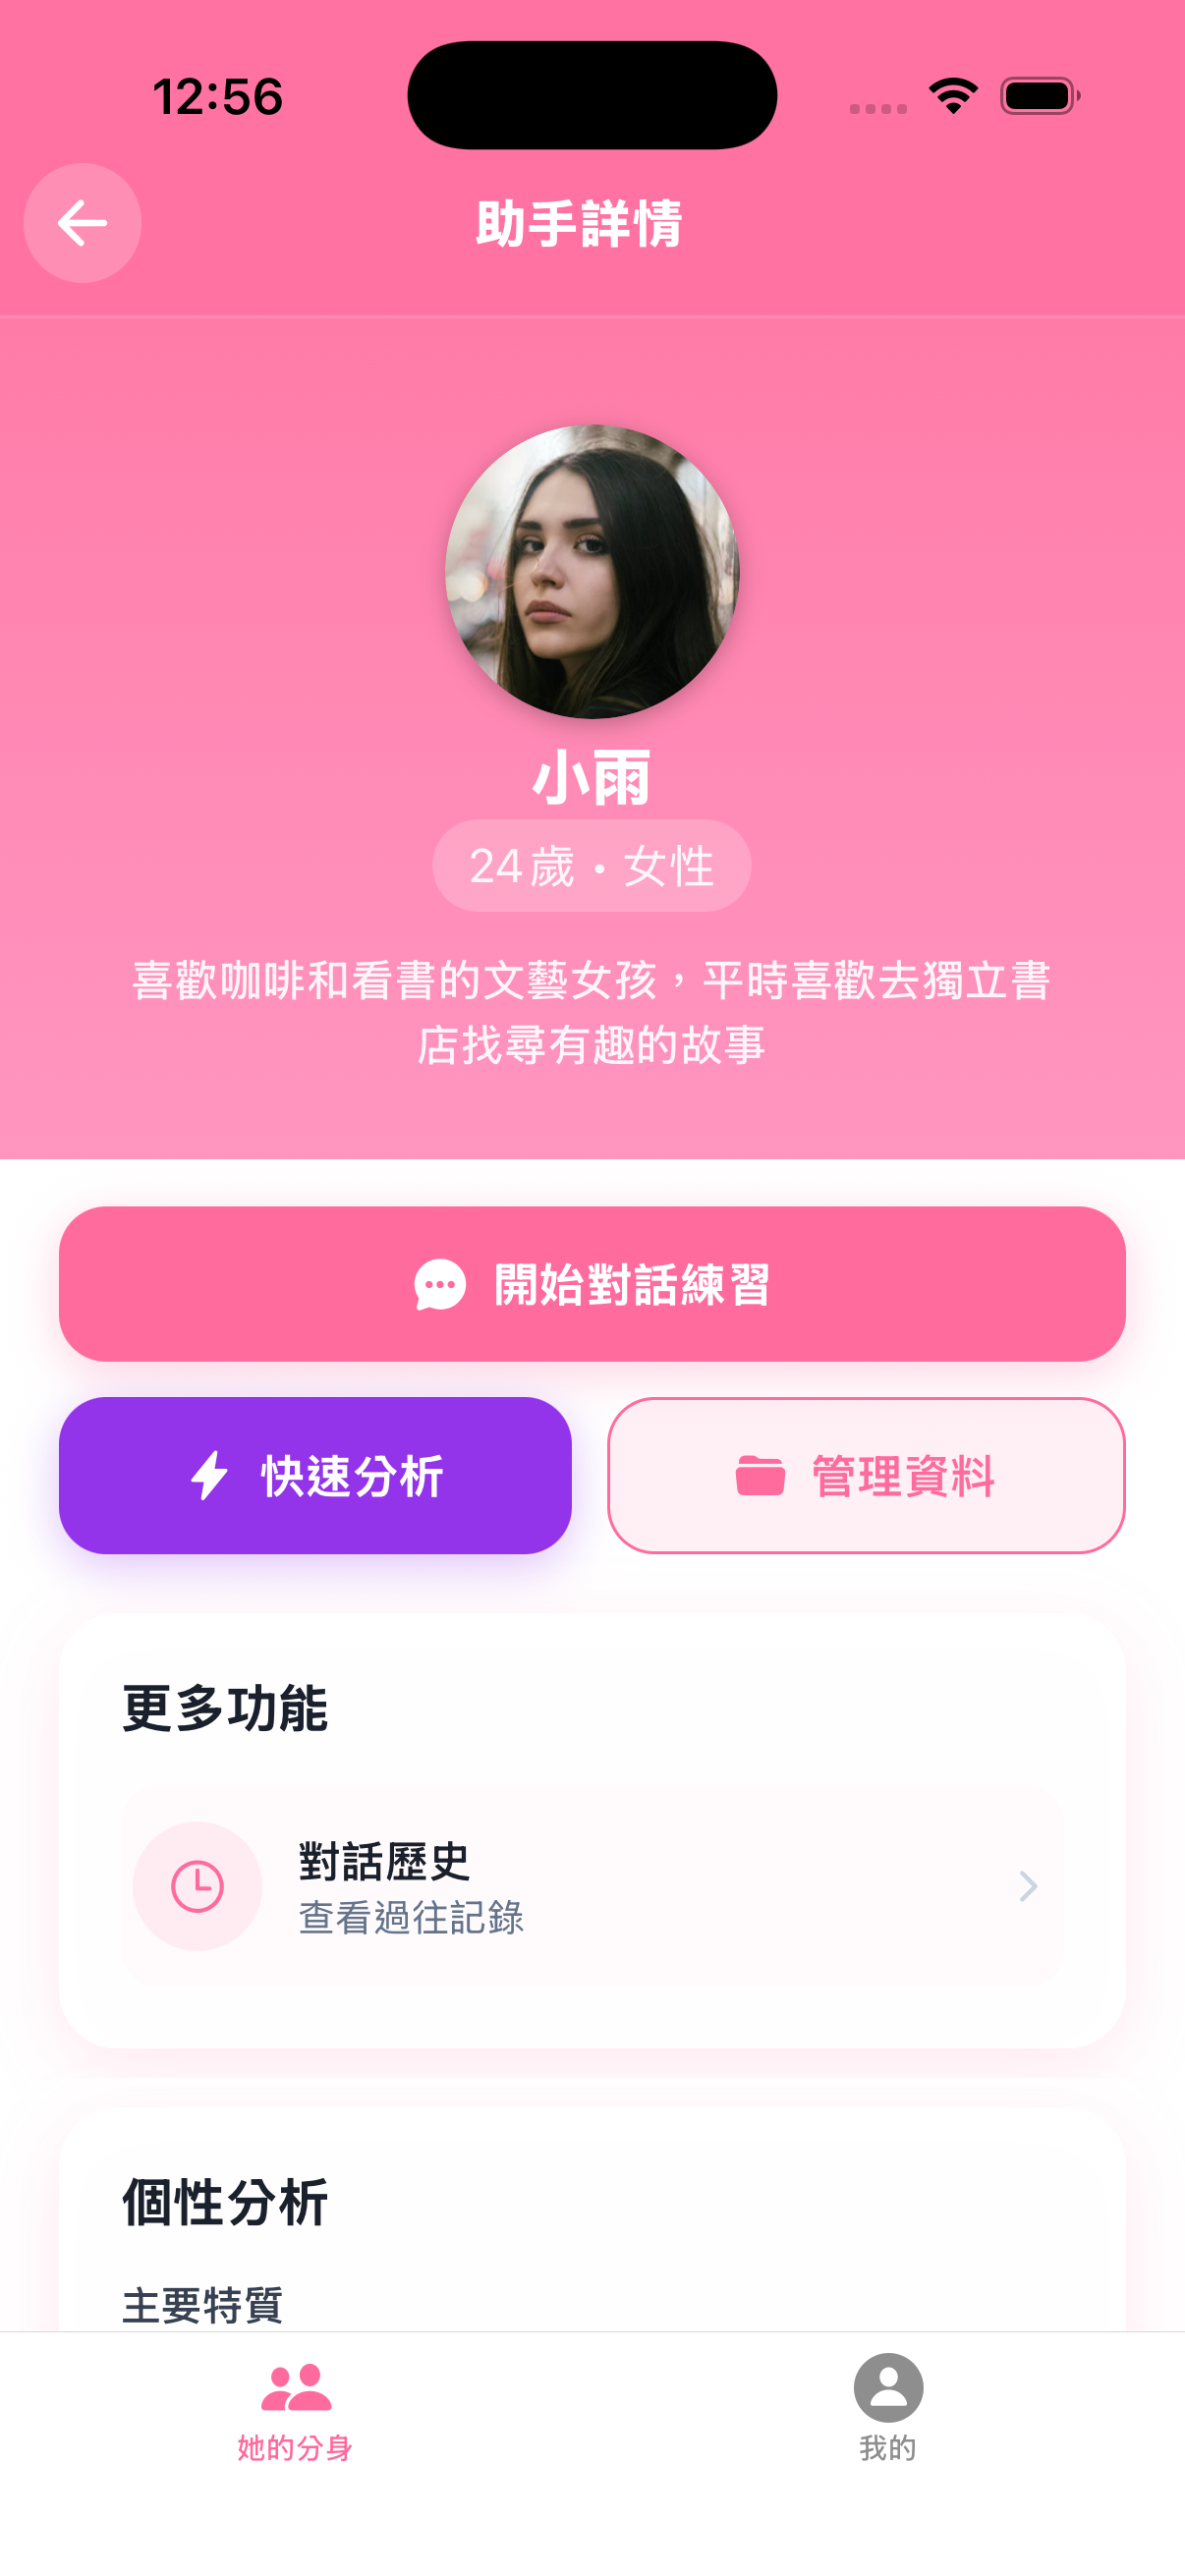 12:56
助手詳情
小雨
24歲・女性
喜歡咖啡和看書的文藝女孩，平時喜歡去獨立書
店找尋有趣的故事
開始對話練習
快速分析
管理資料
更多功能
對話歷史
查看過往記錄
個性分析
主要特質
她的分身
我的